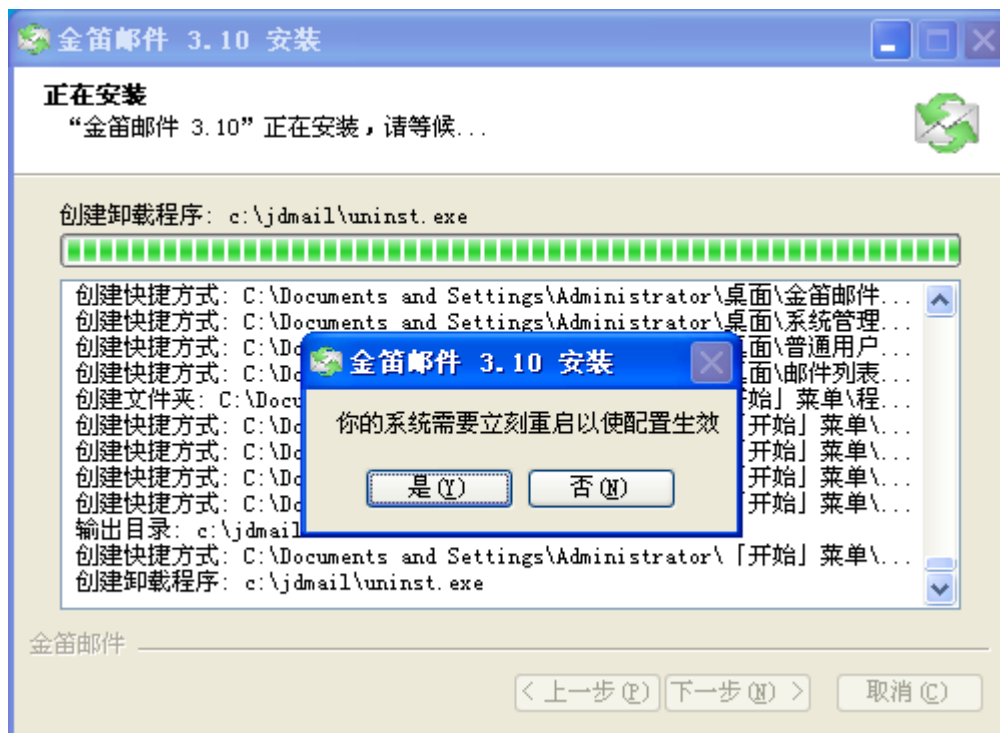 金笛邮件 3.10 安装
正在安装
“金笛邮件 3.10”正在安装，请等候...
创建卸载程序: c:\jdmail\uninst.exe
创建快捷方式: C:\Documents and Settings\Administrator\桌面\金笛邮件...
创建快捷方式: C:\Documents and Settings\Administrator\桌面\系统管理...
创建快捷方式: C:\Do 面\普通用户...
创建快捷方式: C:\Do 面\邮件列表...
创建文件夹: C:\Docu 始」菜单\程...
创建快捷方式: C:\Do 「开始」菜单\...
创建快捷方式: C:\Do 「开始」菜单\...
创建快捷方式: C:\Do 「开始」菜单\...
创建快捷方式: C:\Do 「开始」菜单\...
输出目录: c:\jdmail
创建快捷方式: C:\Documents and Settings\Administrator\「开始」菜单\...
创建卸载程序: c:\jdmail\uninst.exe
金笛邮件 3.10 安装
你的系统需要立刻重启以使配置生效
是(Y) 否(N)
金笛邮件
< 上一步(P) 下一步(N) > 取消(C)